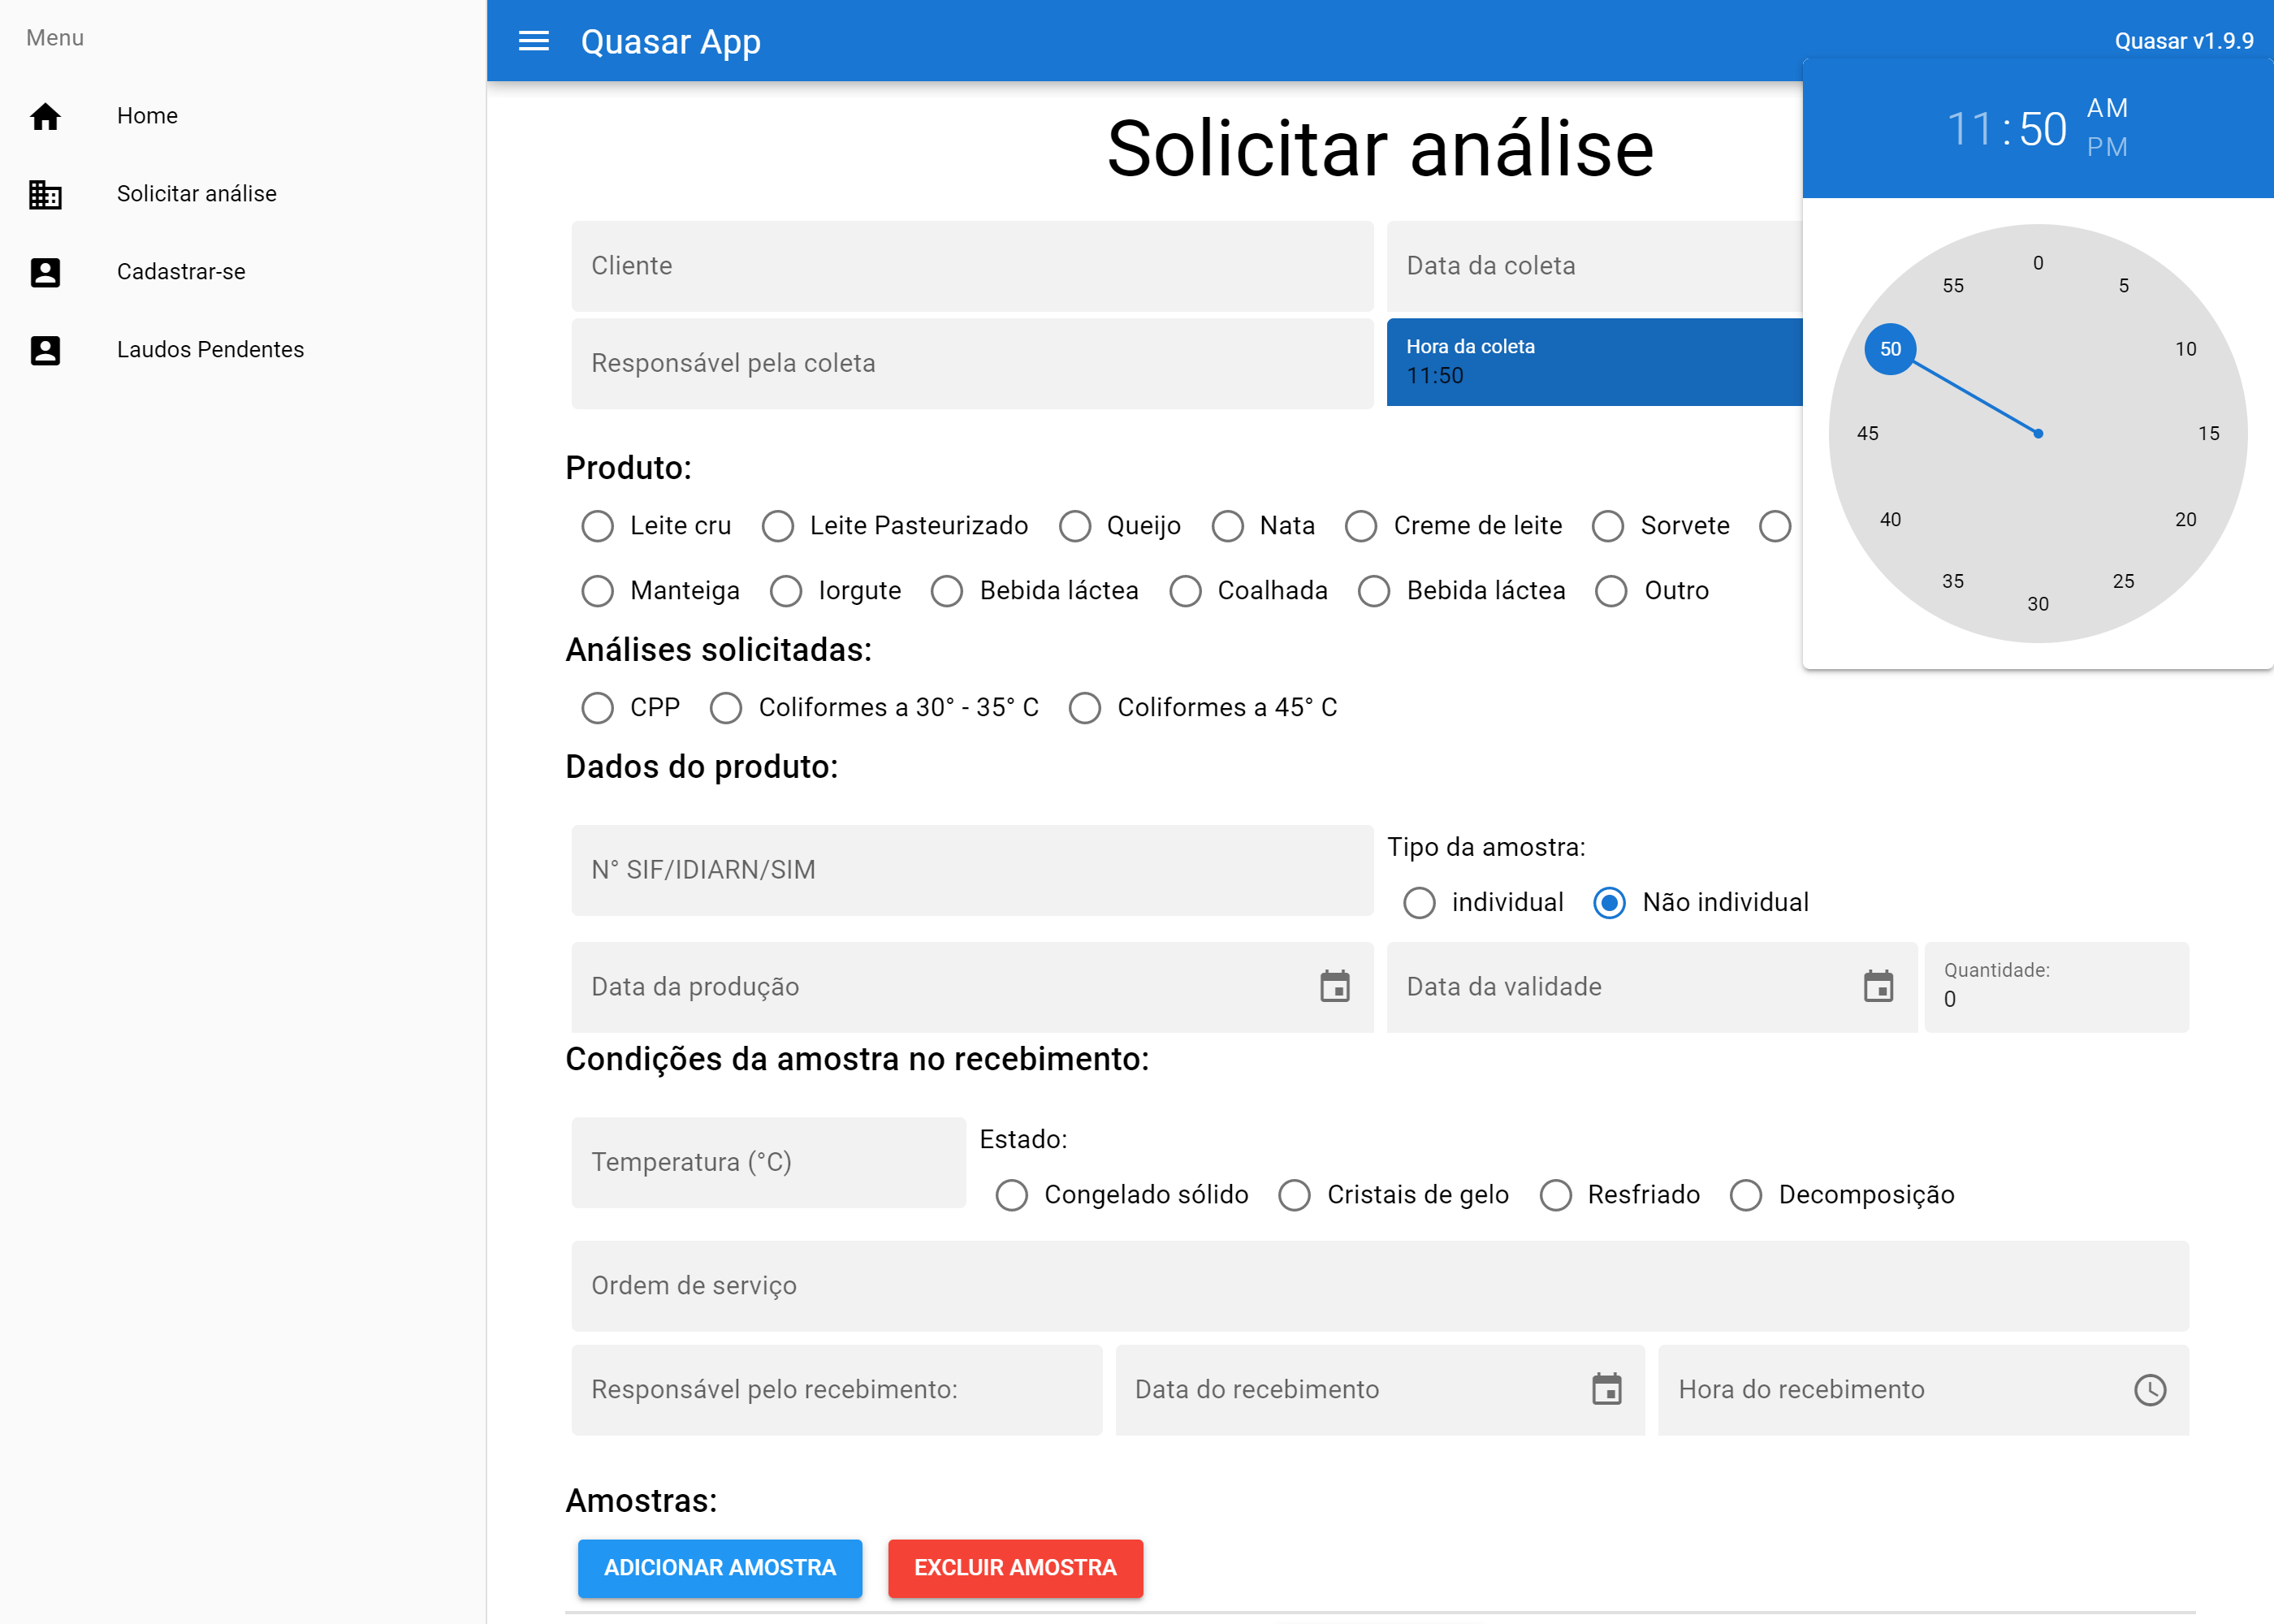 Menu
Home
Solicitar análise
Cadastrar-se
Laudos Pendentes
Quasar App
Quasar v1.9.9
Solicitar análise
Cliente
Data da coleta
Responsável pela coleta
Hora da coleta
11:50
11:50
AM
PM
0
5
10
15
20
25
30
35
40
45
50
55
Produto:
Leite cru Leite Pasteurizado Queijo Nata Creme de leite Sorvete
Manteiga Iorgute Bebida láctea Coalhada Bebida láctea Outro
Análises solicitadas:
CPP Coliformes a 30° - 35° C Coliformes a 45° C
Dados do produto:
N° SIF/IDIARN/SIM
Tipo da amostra:
individual Não individual
Data da produção
Data da validade
Quantidade:
0
Condições da amostra no recebimento:
Temperatura (°C)
Estado:
Congelado sólido Cristais de gelo Resfriado Decomposição
Ordem de serviço
Responsável pelo recebimento:
Data do recebimento
Hora do recebimento
Amostras:
ADICIONAR AMOSTRA EXCLUIR AMOSTRA